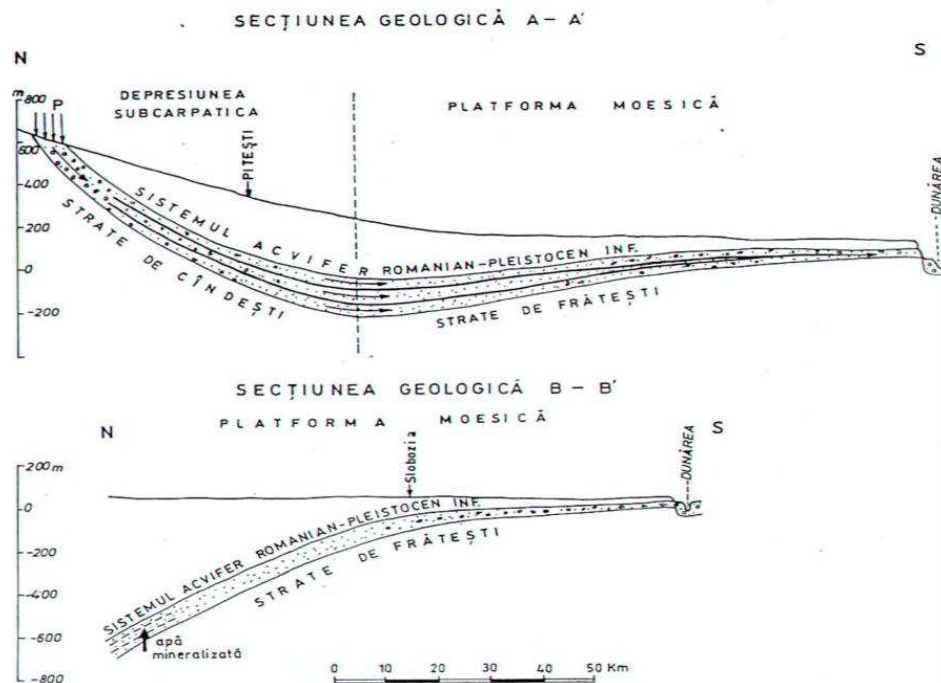 SECȚIUNEA GEOLOGICĂ A-A'
N
S
m 800
600
400
200
0
-200
P
DEPRESIUNEA
SUBCARPATICA
PITEȘTI
PLATFORMA MOESICĂ
DUNĂREA
SISTEMUL ACVIFER ROMANIAN-PLEISTOCEN INF.
STRATE DE CÎNDEȘTI
STRATE DE FRĂTEȘTI
SECȚIUNEA GEOLOGICĂ B-B'
PLATFORMA MOESICĂ
N
S
200 m
0
-200
-400
-600
-800
Slobozia
DUNĂREA
SISTEMUL ACVIFER ROMANIAN-PLEISTOCEN INF.
STRATE DE FRĂTEȘTI
apă
mineralizată
0 10 20 30 40 50 Km